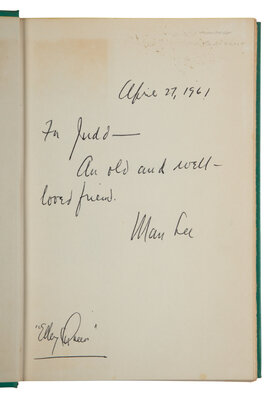 April 27, 1961
For Judd—
An old and well-
loved friend.
Man Lee
"Ellery Queen"